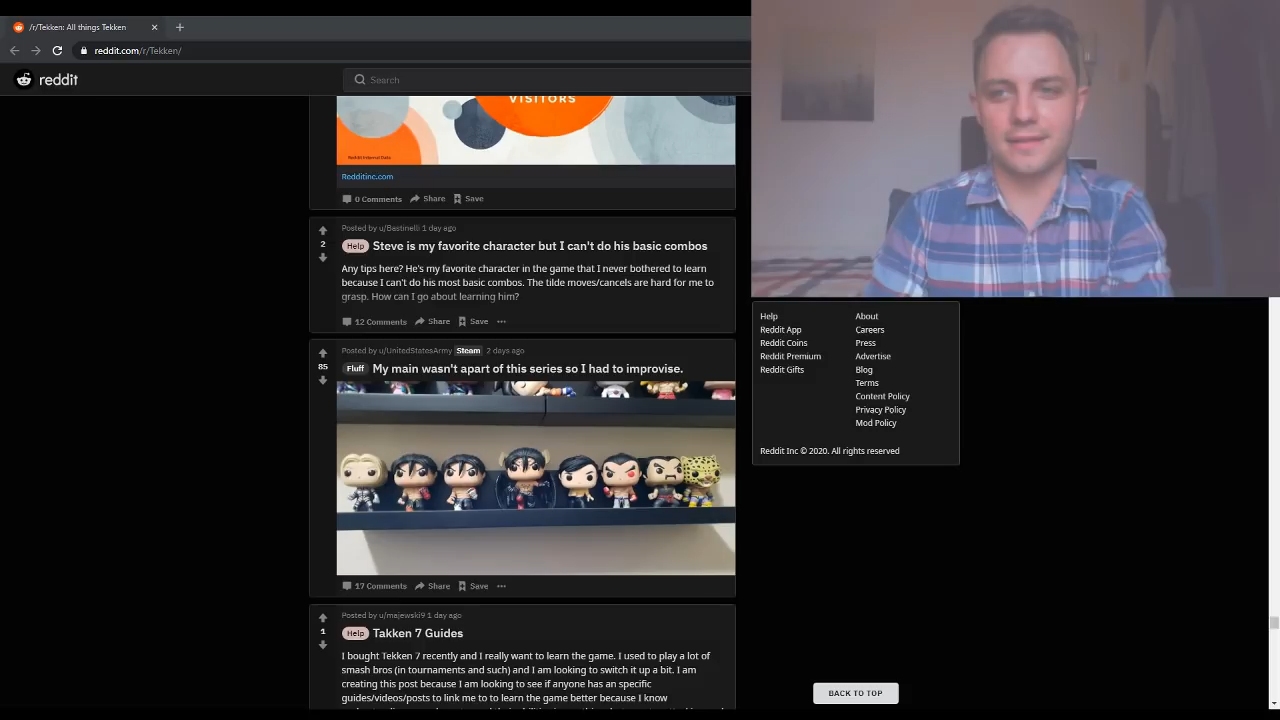 /r/Tekken: All things Tekken
reddit.com/r/Tekken/
reddit
Search
VISITORS
Reddit Internal Data
Redditinc.com
0 Comments Share Save
Posted by u/Bastinelli 1 day ago
2
Help Steve is my favorite character but I can't do his basic combos
Any tips here? He's my favorite character in the game that I never bothered to learn
because I can't do his most basic combos. The tilde moves/cancels are hard for me to
grasp. How can I go about learning him?
12 Comments Share Save
Posted by u/UnitedStatesArmy Steam 2 days ago
85
Fluff My main wasn't apart of this series so I had to improvise.
17 Comments Share Save
Posted by u/majewski9 1 day ago
1
Help Takken 7 Guides
I bought Tekken 7 recently and I really want to learn the game. I used to play a lot of
smash bros (in tournaments and such) and I am looking to switch it up a bit. I am
creating this post because I am looking to see if anyone has an specific
guides/videos/posts to link me to to learn the game better because I know
Help About
Reddit App Careers
Reddit Coins Press
Reddit Premium Advertise
Reddit Gifts Blog
Terms
Content Policy
Privacy Policy
Mod Policy
Reddit Inc © 2020. All rights reserved
BACK TO TOP